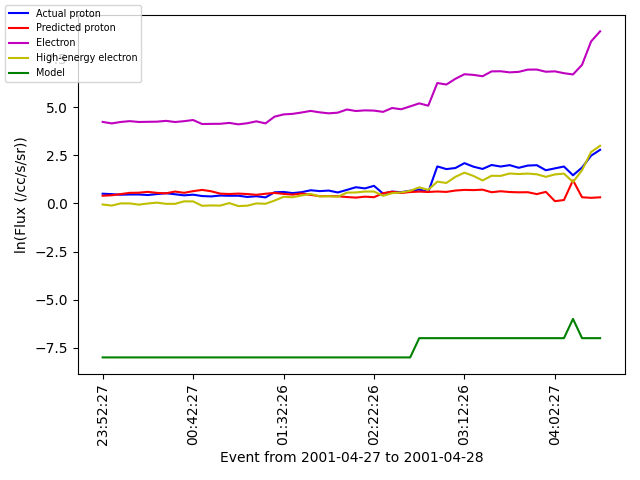 Actual proton
Predicted proton
Electron
High-energy electron
Model
5.0
2.5
0.0
−2.5
−5.0
−7.5
ln(Flux (/cc/s/sr))
23:52:27
00:42:27
01:32:26
02:22:26
03:12:26
04:02:27
Event from 2001-04-27 to 2001-04-28